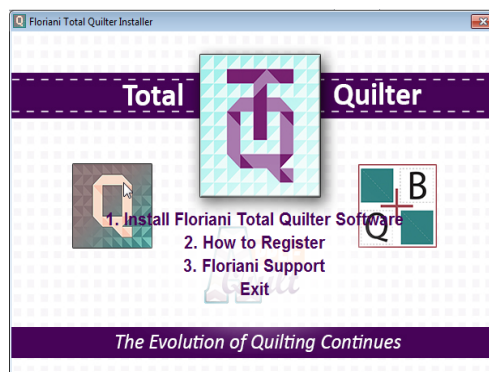 Floriani Total Quilter Installer
Total Quilter
1. Install Floriani Total Quilter Software
2. How to Register
3. Floriani Support
Exit
B
Q
The Evolution of Quilting Continues